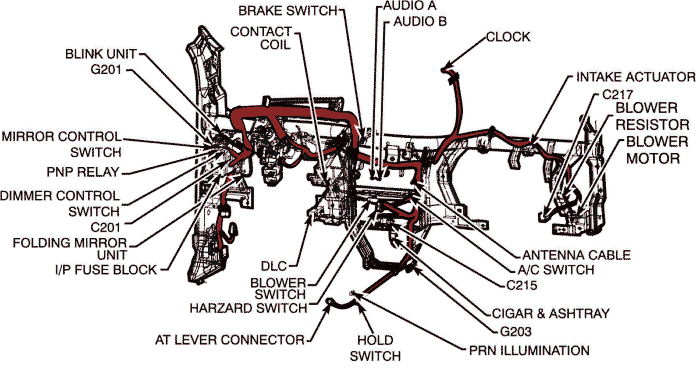 BRAKE SWITCH
AUDIO A
AUDIO B
CONTACT
COIL
CLOCK
BLINK UNIT
G201
INTAKE ACTUATOR
C217
BLOWER
RESISTOR
BLOWER
MOTOR
MIRROR CONTROL
SWITCH
PNP RELAY
DIMMER CONTROL
SWITCH
C201
FOLDING MIRROR
UNIT
I/P FUSE BLOCK
DLC
BLOWER
SWITCH
HARZARD SWITCH
ANTENNA CABLE
A/C SWITCH
C215
CIGAR & ASHTRAY
G203
AT LEVER CONNECTOR
HOLD
SWITCH
PRN ILLUMINATION